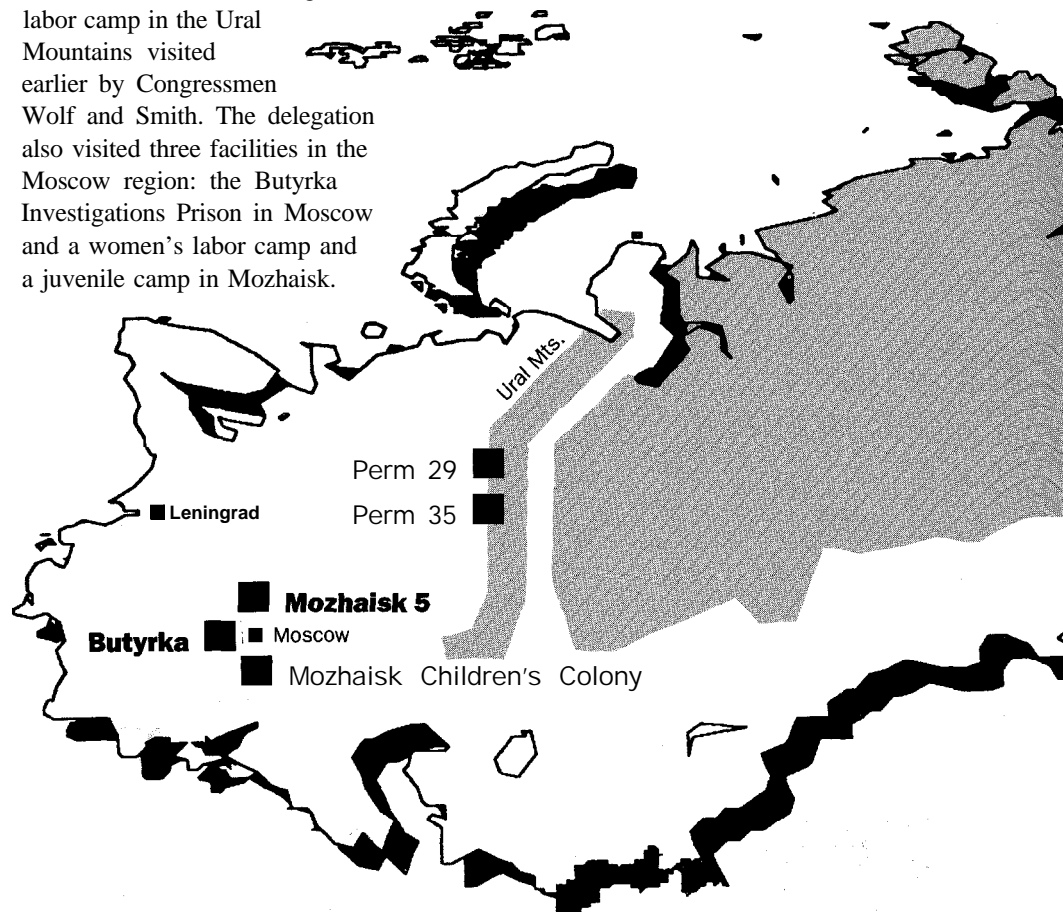 labor camp in the Ural
Mountains visited
earlier by Congressmen
Wolf and Smith. The delegation
also visited three facilities in the
Moscow region: the Butyrka
Investigations Prison in Moscow
and a women's labor camp and
a juvenile camp in Mozhaisk.
Ural Mts.
Perm 29
Perm 35
Leningrad
Mozhaisk 5
Butyrka
Moscow
Mozhaisk Children's Colony